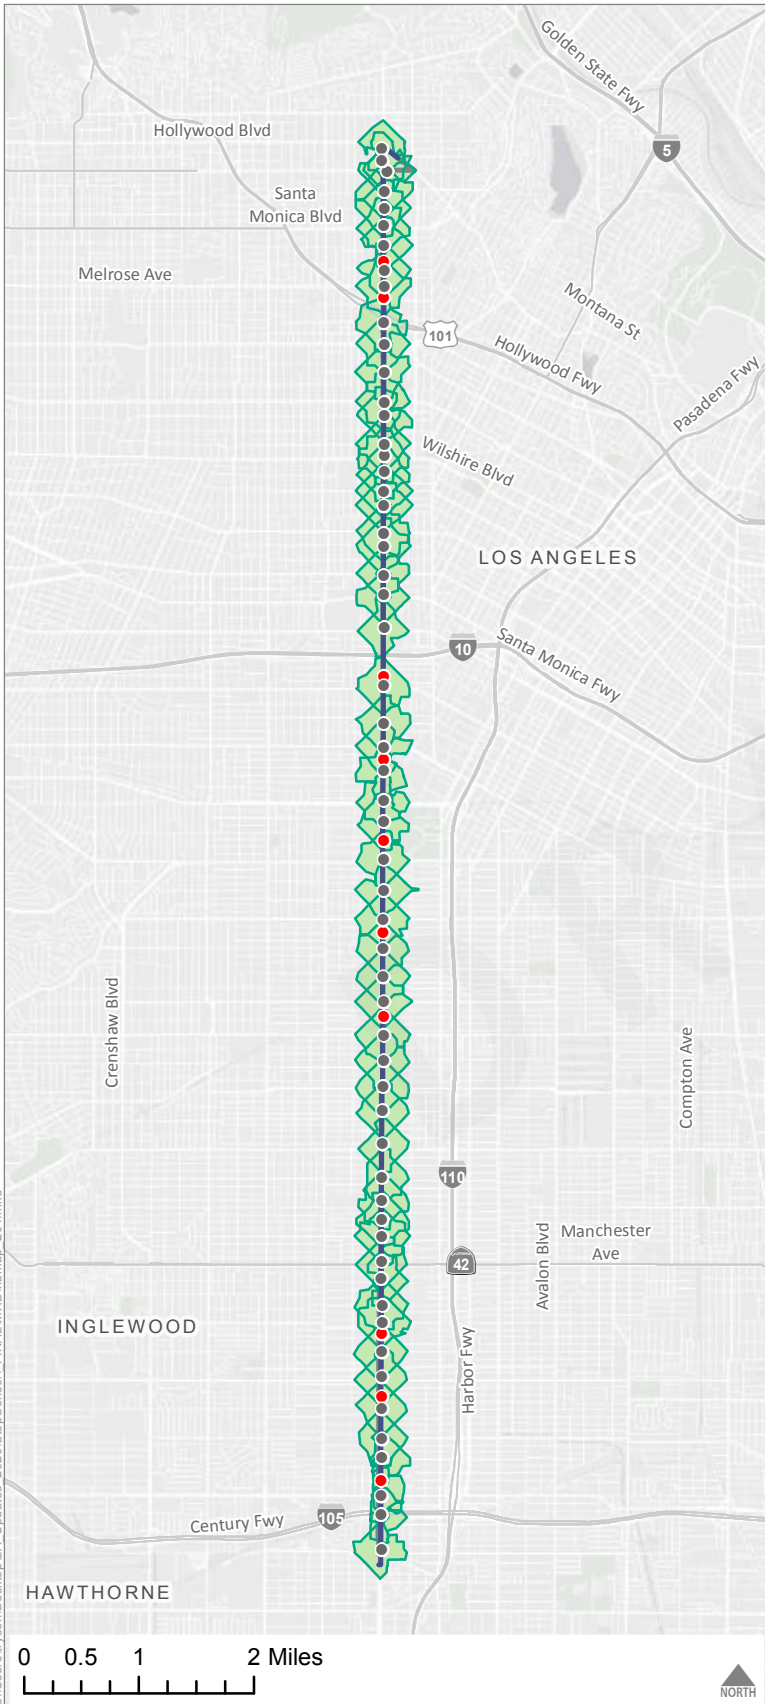 Golden State Fwy
5
Hollywood Blvd
Santa
Monica Blvd
Melrose Ave
Montana St
101
Hollywood Fwy
Pasadena Fwy
Wilshire Blvd
LOS ANGELES
10
Santa Monica Fwy
Crenshaw Blvd
Compton Ave
110
Manchester
Ave
Avalon Blvd
42
INGLEWOOD
Harbor Fwy
105
Century Fwy
HAWTHORNE
0 0.5 1 2 Miles
NORTH